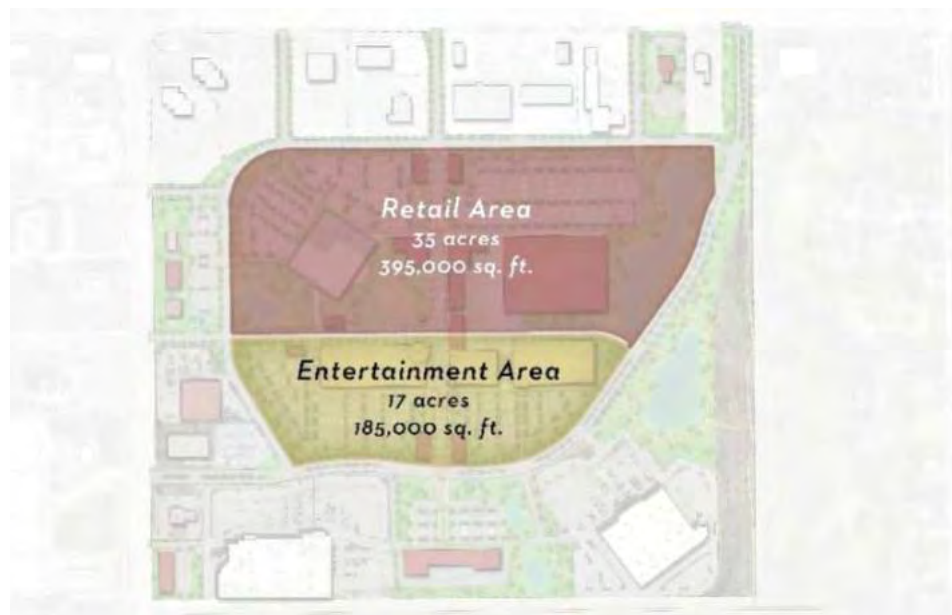 Retail Area
35 acres
395,000 sq. ft.
Entertainment Area
17 acres
185,000 sq. ft.